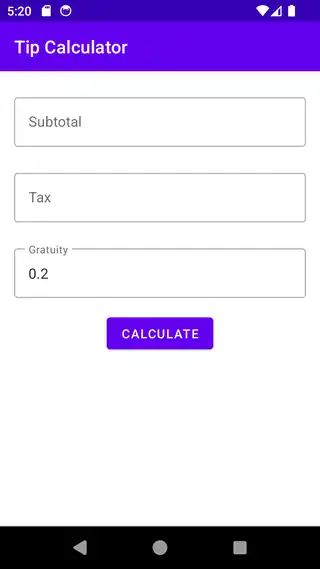 5:20
Tip Calculator
Subtotal
Tax
Gratuity
0.2
CALCULATE